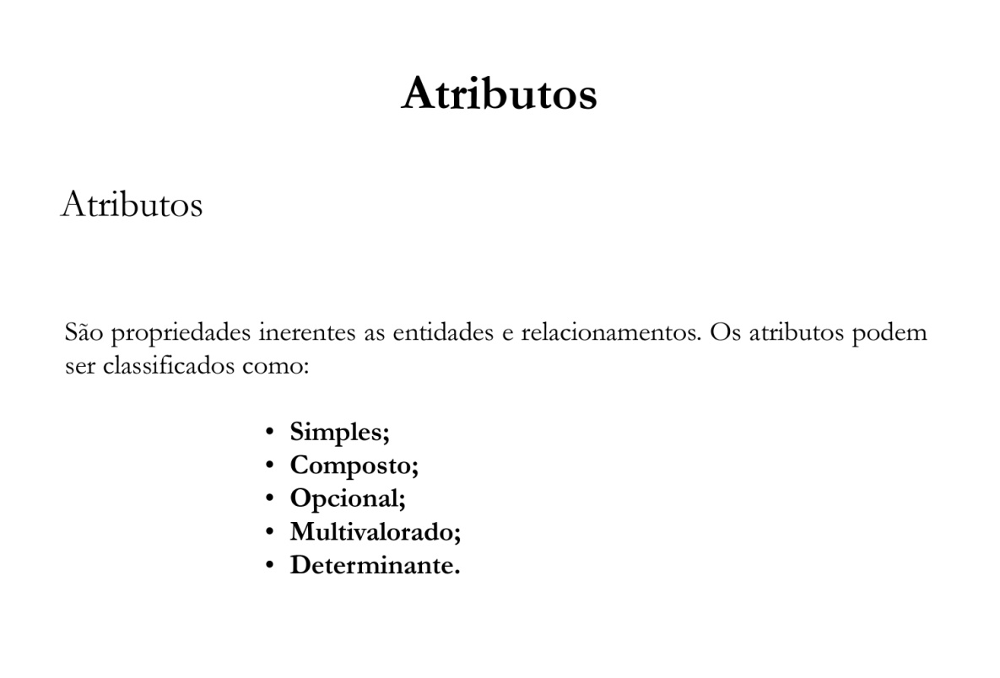 Atributos
Atributos
São propriedades inerentes as entidades e relacionamentos. Os atributos podem
ser classificados como:
• Simples;
• Composto;
• Opcional;
• Multivalorado;
• Determinante.